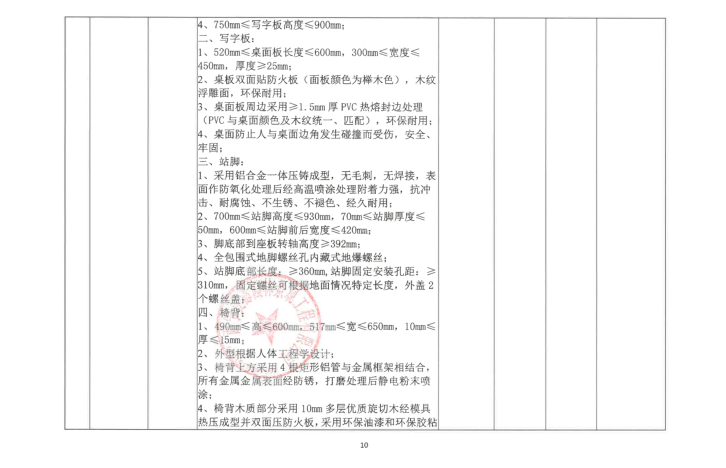 4、750mm≤写字板高度≤900mm；
二、写字板：
1、520mm≤桌面板长度≤600mm，300mm≤宽度≤
450mm，厚度≥25mm；
2、桌板双面贴防火板（面板颜色为榉木色），木纹
浮雕面，环保耐用；
3、桌面板周边采用≥1.5mm厚PVC热熔封边处理
（PVC与桌面颜色及木纹统一、匹配），环保耐用；
4、桌面防止人与桌面边角发生碰撞而受伤，安全、
牢固；
三、站脚：
1、采用铝合金一体压铸成型，无毛刺，无焊接，表
面作防氧化处理后经高温喷涂处理附着力强，抗冲
击、耐腐蚀、不生锈、不褪色、经久耐用；
2、700mm≤站脚高度≤930mm，70mm≤站脚厚度≤
50mm，600mm≤站脚前后宽度≤420mm；
3、脚底部到座板转轴高度≥392mm；
4、全包围式地脚螺丝孔内藏式地爆螺丝；
5、站脚底部长度：≥360mm,站脚固定安装孔距：≥
310mm，固定螺丝可根据地面情况特定长度，外盖2
个螺丝盖；
四、椅背：
1、490mm≤高≤600mm，517mm≤宽≤650mm，10mm≤
厚≤15mm；
2、外型根据人体工程学设计；
3、椅背上方采用4根矩形铝管与金属框架相结合，
所有金属金属表面经防锈，打磨处理后静电粉末喷
涂；
4、椅背木质部分采用10mm多层优质旋切木经模具
热压成型并双面压防火板，采用环保油漆和环保胶粘
10